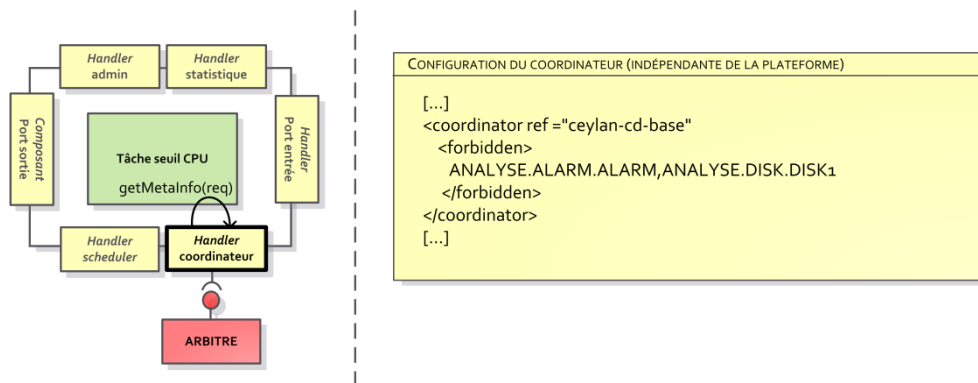 Handler
admin
Handler
statistique
Composant
Port sortie
Handler
Port entrée
Tâche seuil CPU
getMetaInfo(req)
Handler
scheduler
Handler
coordinateur
ARBITRE
CONFIGURATION DU COORDINATEUR (INDÉPENDANTE DE LA PLATEFORME)
[...]
<coordinator ref ="ceylan-cd-base"
<forbidden>
ANALYSE.ALARM.ALARM,ANALYSE.DISK.DISK1
</forbidden>
</coordinator>
[...]